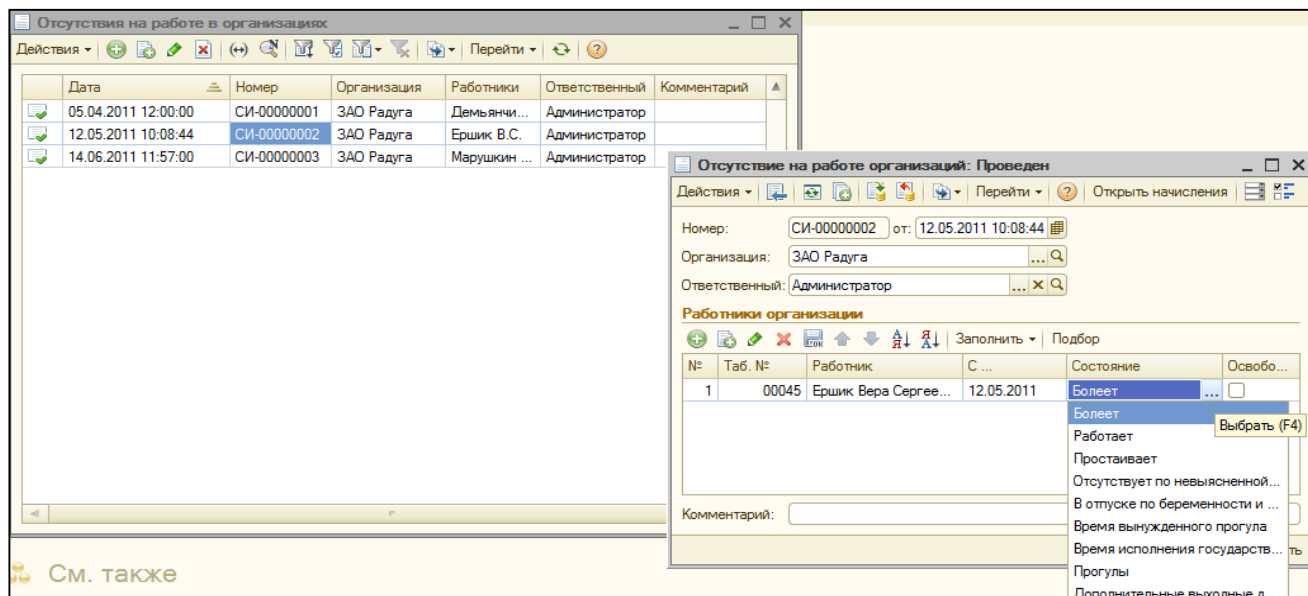 Отсутствия на работе в организациях
Действия Перейти
Дата Номер Организация Работники Ответственный Комментарий
05.04.2011 12:00:00 СИ-00000001 ЗАО Радуга Демьянчи... Администратор
12.05.2011 10:08:44 СИ-00000002 ЗАО Радуга Ершик В.С. Администратор
14.06.2011 11:57:00 СИ-00000003 ЗАО Радуга Марушкин ... Администратор
Отсутствие на работе организаций: Проведен
Действия Перейти Открыть начисления
Номер: СИ-00000002 от: 12.05.2011 10:08:44
Организация: ЗАО Радуга ...
Ответственный: Администратор ...
Работники организации
Заполнить Подбор
№ Таб. № Работник С ... Состояние Освобо...
1 00045 Ершик Вера Сергее... 12.05.2011 Болеет ...
Болеет
Выбрать (F4)
Работает
Простаивает
Отсутствует по невыясненной...
В отпуске по беременности и ...
Комментарий:
Время вынужденного прогула
Время исполнения государств...
ть
Прогулы
Дополнительные выходные д...
См. также